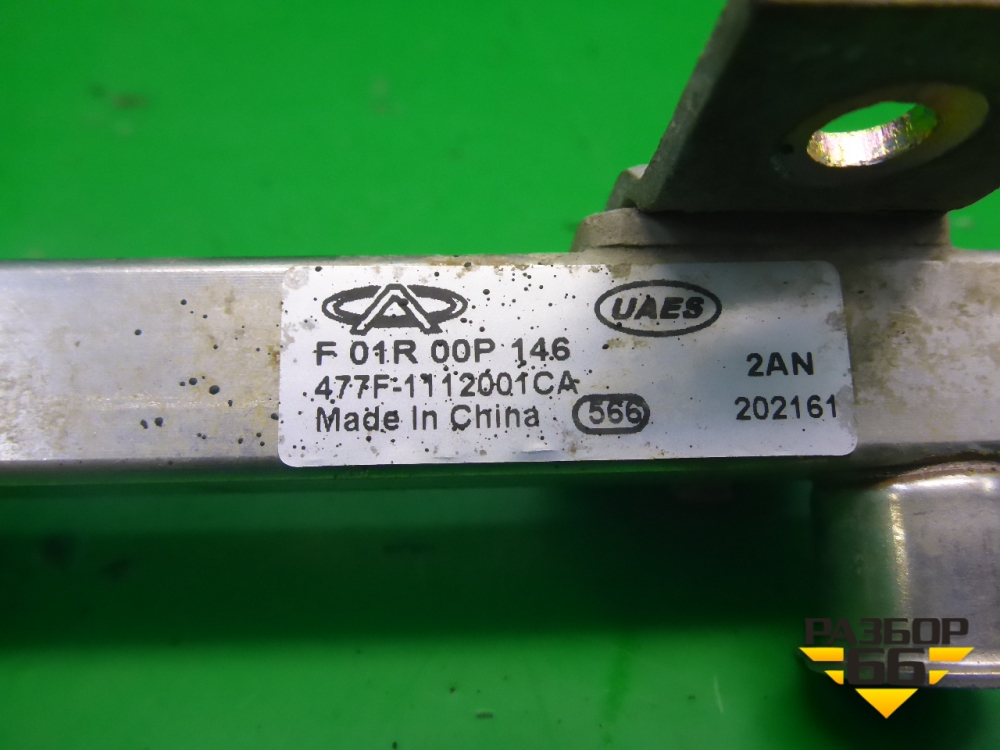 UAES
F 01R 00P 146
477F-1112001CA
2AN
Made In China 566
202161
РАЗБОР
66